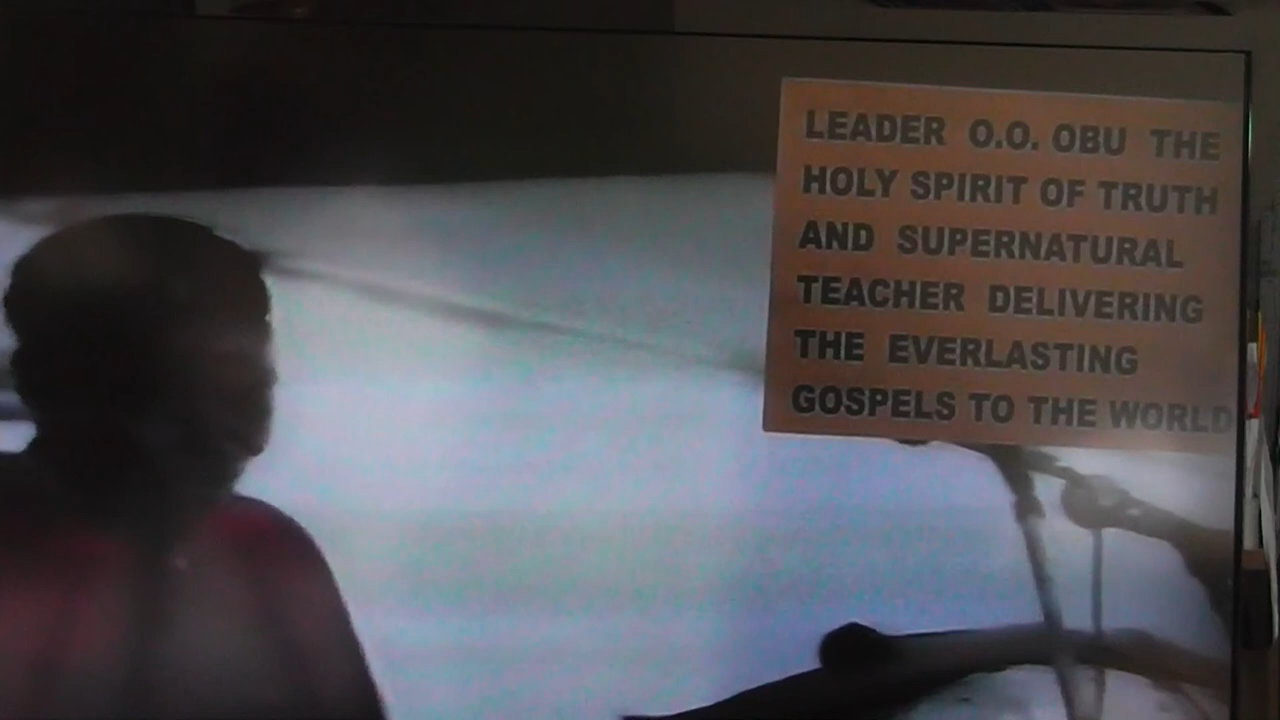 LEADER O.O. OBU THE
HOLY SPIRIT OF TRUTH
AND SUPERNATURAL
TEACHER DELIVERING
THE EVERLASTING
GOSPELS TO THE WORLD